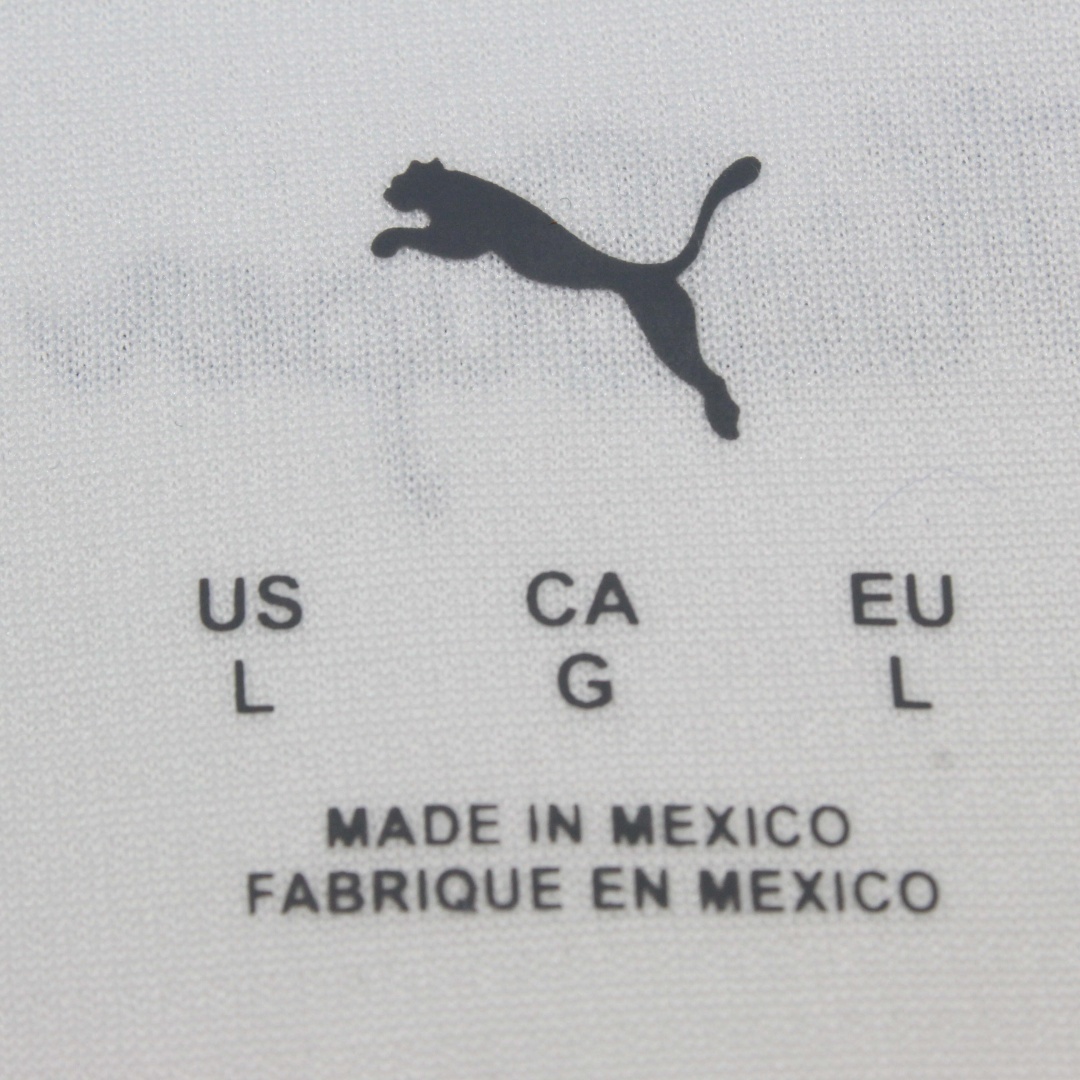 US CA EU
L G L
MADE IN MEXICO
FABRIQUE EN MEXICO